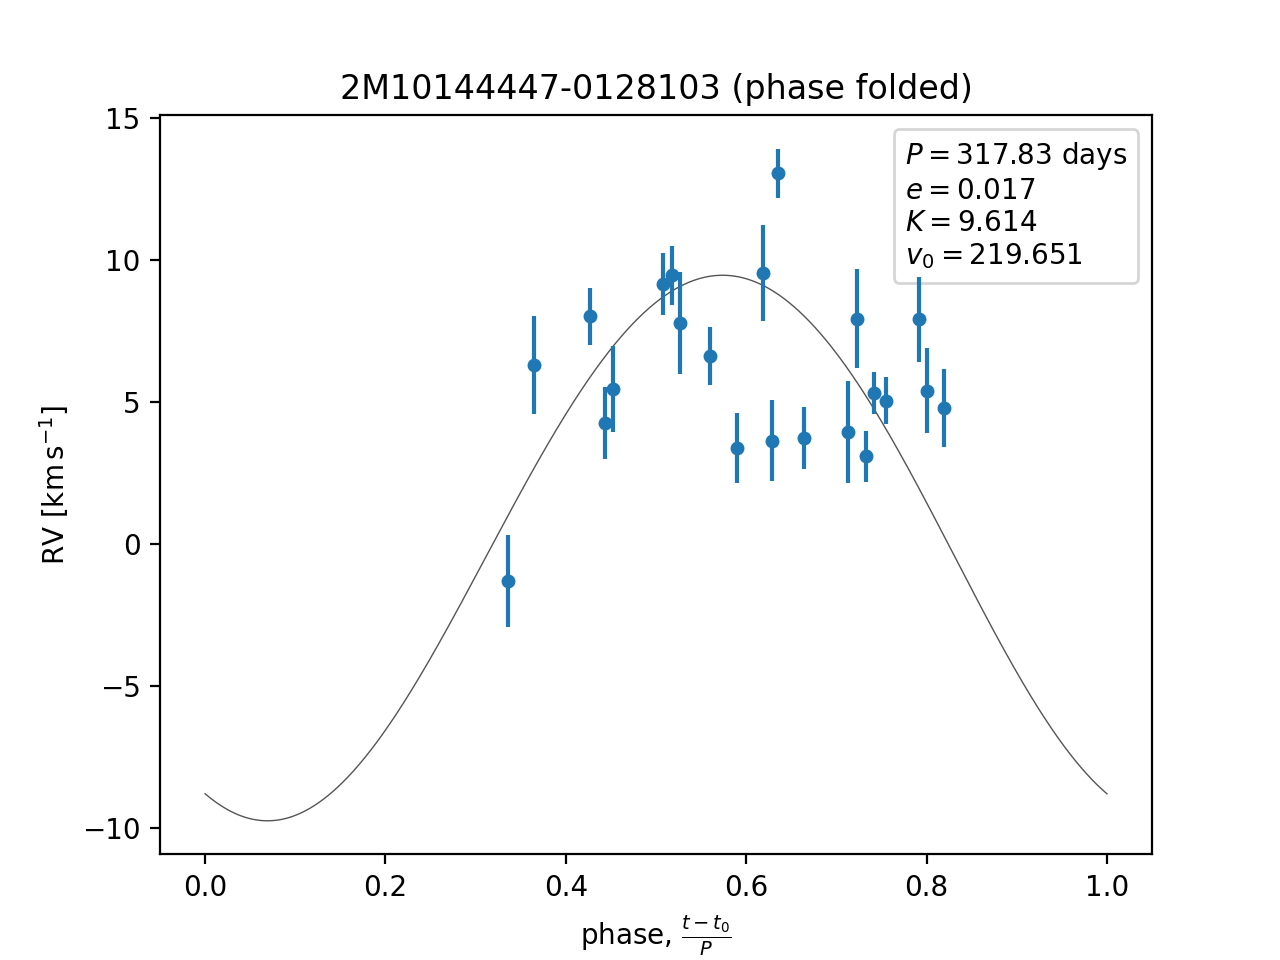 2M10144447-0128103 (phase folded)
P = 317.83 days
e = 0.017
K = 9.614
v₀ = 219.651
15
10
5
0
−5
−10
RV [km s⁻¹]
0.0 0.2 0.4 0.6 0.8 1.0
phase, (t − t₀)/P